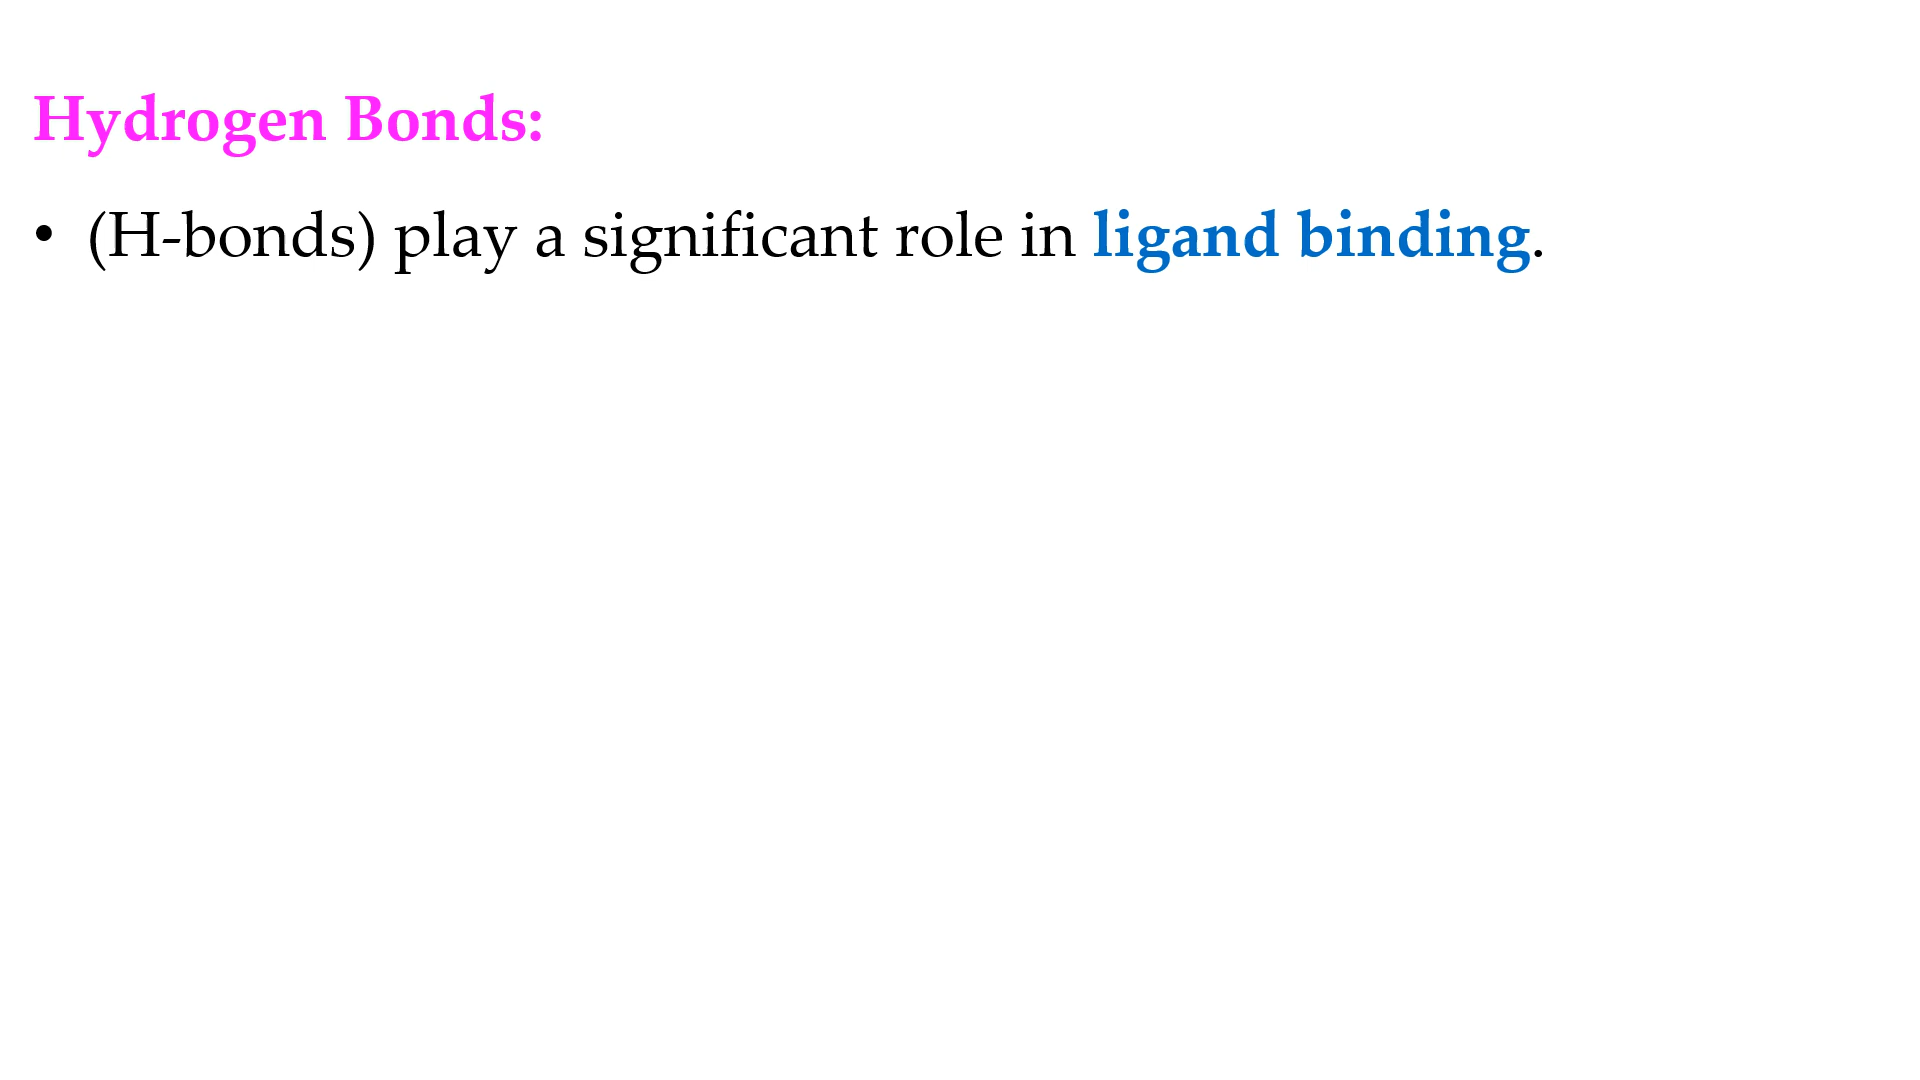 Hydrogen Bonds:
• (H-bonds) play a significant role in ligand binding.